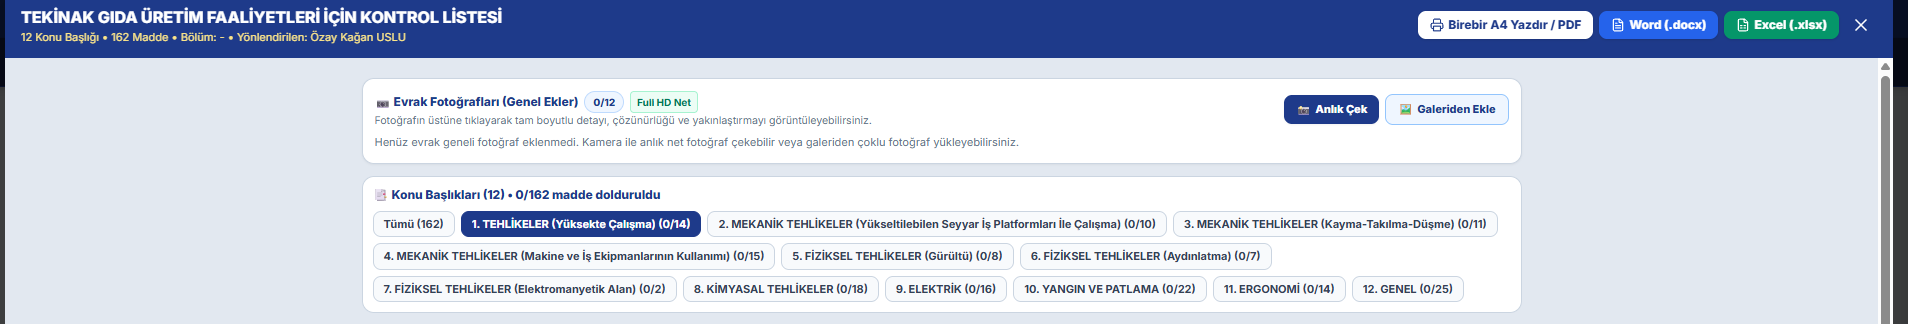 TEKİNAK GIDA ÜRETİM FAALİYETLERİ İÇİN KONTROL LİSTESİ
12 Konu Başlığı • 162 Madde • Bölüm: - • Yönlendirilen: Özay Kağan USLU
Birebir A4 Yazdır / PDF
Word (.docx)
Excel (.xlsx)
Evrak Fotoğrafları (Genel Ekler) 0/12 Full HD Net
Fotoğrafın üstüne tıklayarak tam boyutlu detayı, çözünürlüğü ve yakınlaştırmayı görüntüleyebilirsiniz.
Anlık Çek
Galeriden Ekle
Henüz evrak geneli fotoğraf eklenmedi. Kamera ile anlık net fotoğraf çekebilir veya galeriden çoklu fotoğraf yükleyebilirsiniz.
Konu Başlıkları (12) • 0/162 madde dolduruldu
Tümü (162) 1. TEHLİKELER (Yüksekte Çalışma) (0/14) 2. MEKANİK TEHLİKELER (Yükseltilebilen Seyyar İş Platformları İle Çalışma) (0/10) 3. MEKANİK TEHLİKELER (Kayma-Takılma-Düşme) (0/11)
4. MEKANİK TEHLİKELER (Makine ve İş Ekipmanlarının Kullanımı) (0/15) 5. FİZİKSEL TEHLİKELER (Gürültü) (0/8) 6. FİZİKSEL TEHLİKELER (Aydınlatma) (0/7)
7. FİZİKSEL TEHLİKELER (Elektromanyetik Alan) (0/2) 8. KİMYASAL TEHLİKELER (0/18) 9. ELEKTRİK (0/16) 10. YANGIN VE PATLAMA (0/22) 11. ERGONOMİ (0/14) 12. GENEL (0/25)